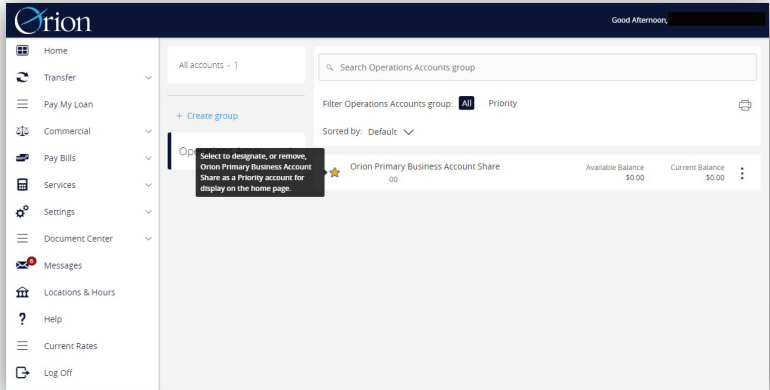 Orion
Good Afternoon,
Home
Transfer
Pay My Loan
Commercial
Pay Bills
Services
Settings
Document Center
6
Messages
Locations & Hours
Help
Current Rates
Log Off
All accounts - 1
+ Create group
Operations Accou
Select to designate, or remove,
Orion Primary Business Account
Share as a Priority account for
display on the home page.
Search Operations Accounts group
Filter Operations Accounts group: All Priority
Sorted by: Default
Orion Primary Business Account Share
-00
Available Balance
$0.00
Current Balance
$0.00